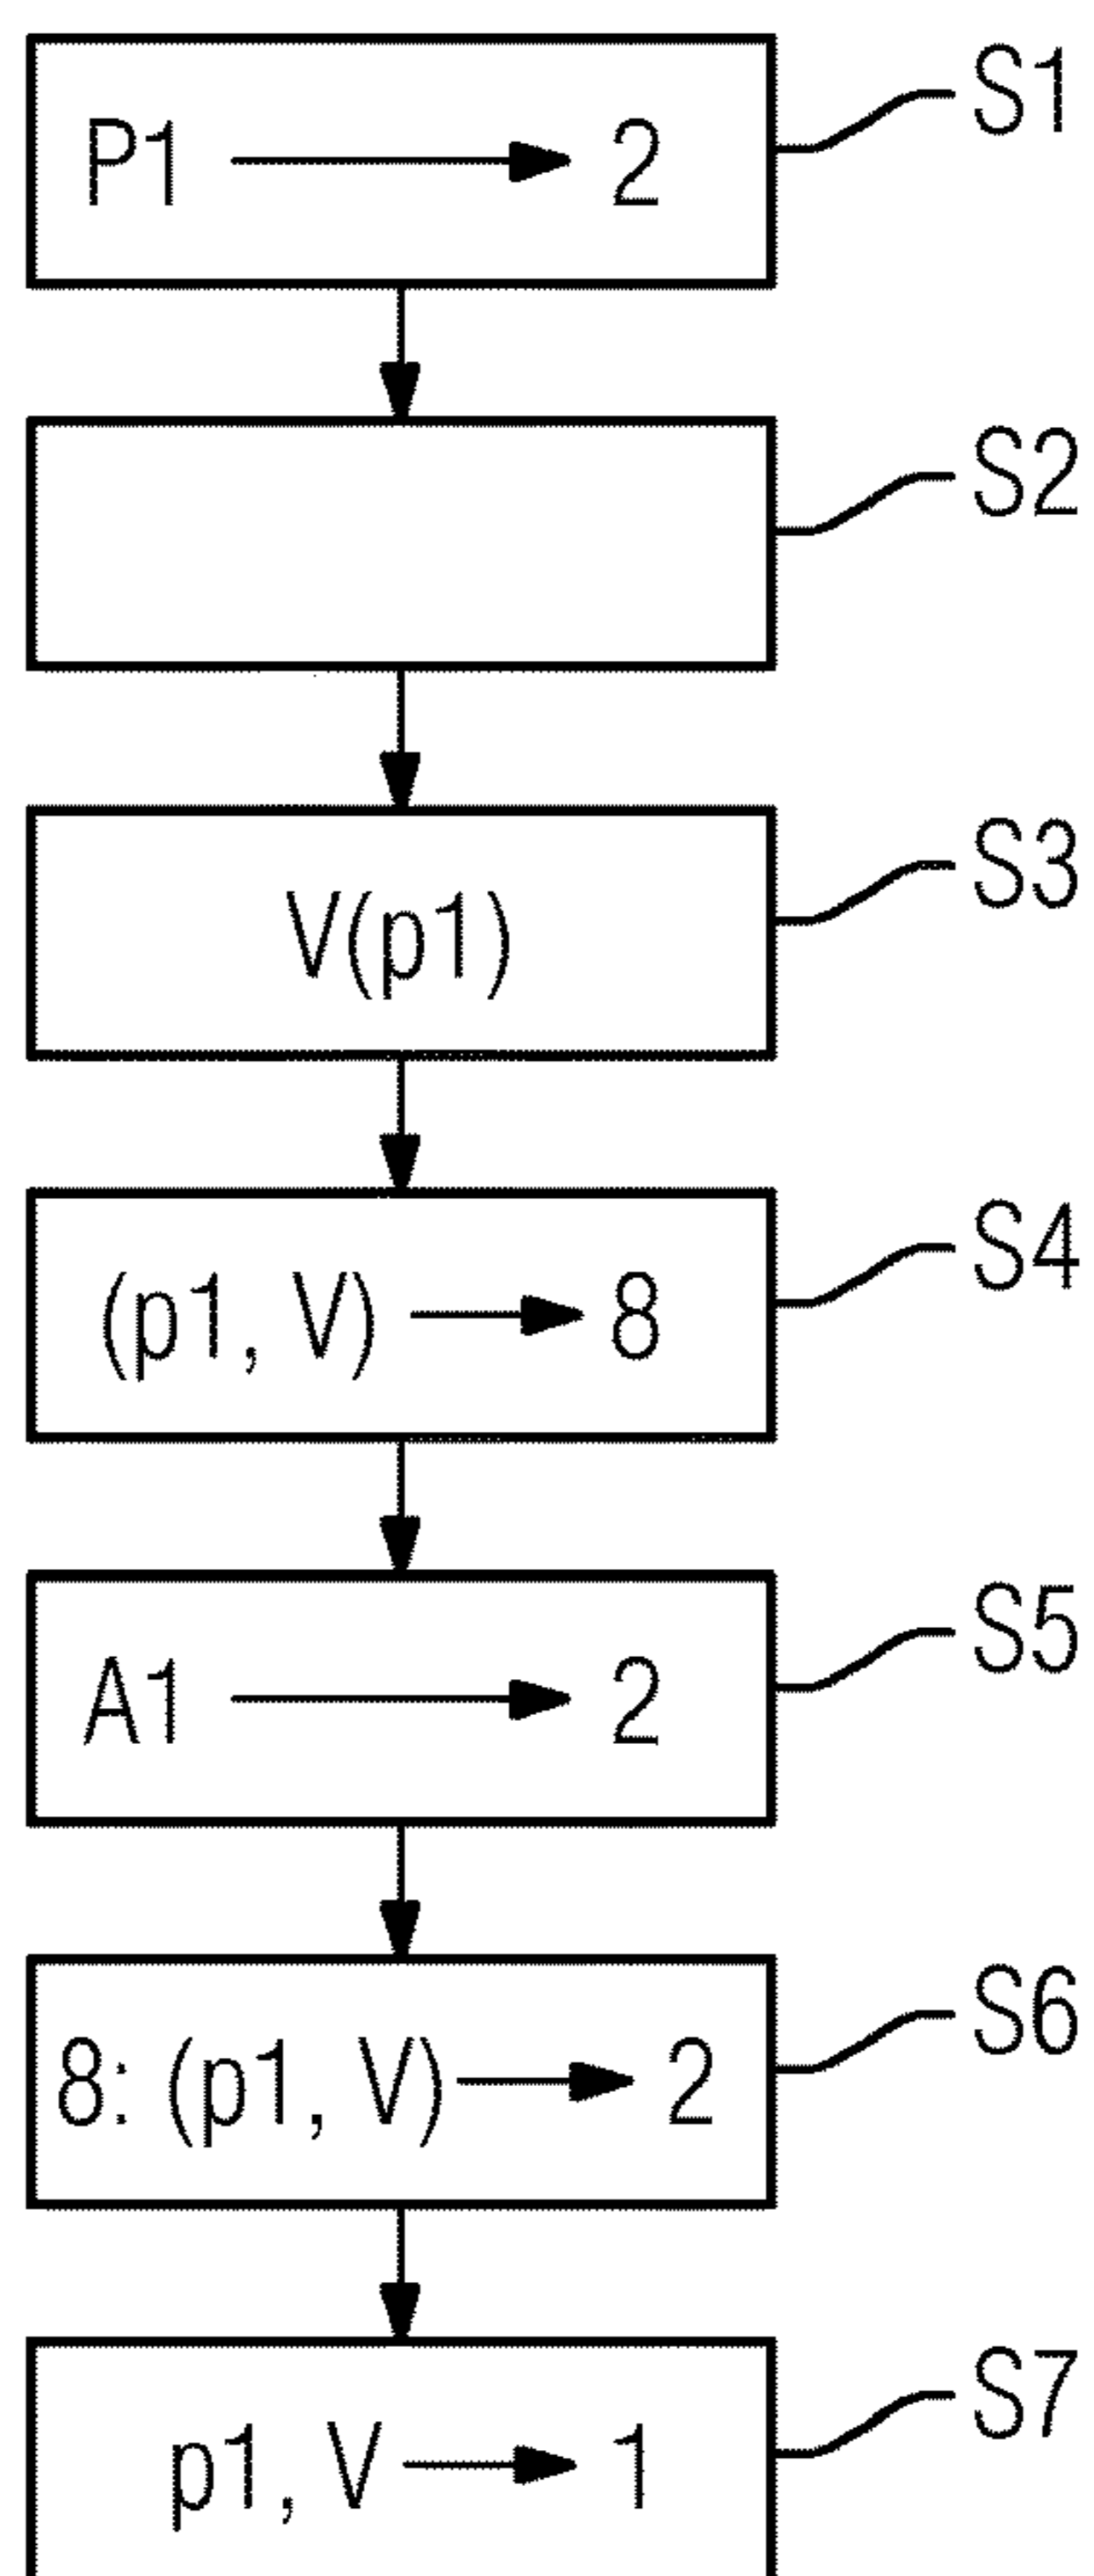 P1 → 2 S1
S2
V(p1) S3
(p1, V) → 8 S4
A1 → 2 S5
8: (p1, V) → 2 S6
p1, V → 1 S7